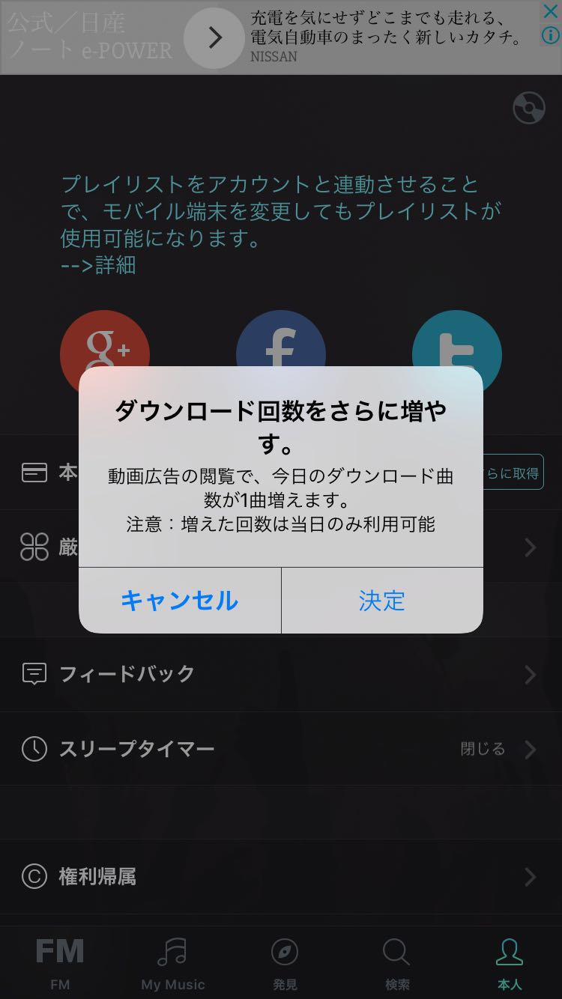 公式／日産
ノート e-POWER
充電を気にせずどこまでも走れる、
電気自動車のまったく新しいカタチ。
NISSAN
プレイリストをアカウントと連動させること
で、モバイル端末を変更してもプレイリストが
使用可能になります。
-->詳細
g+ f t
ダウンロード回数をさらに増や
す。
動画広告の閲覧で、今日のダウンロード曲
数が1曲増えます。
注意：増えた回数は当日のみ利用可能
キャンセル 決定
本 らに取得
厳
フィードバック
スリープタイマー 閉じる
© 権利帰属
FM
FM My Music 発見 検索 本人